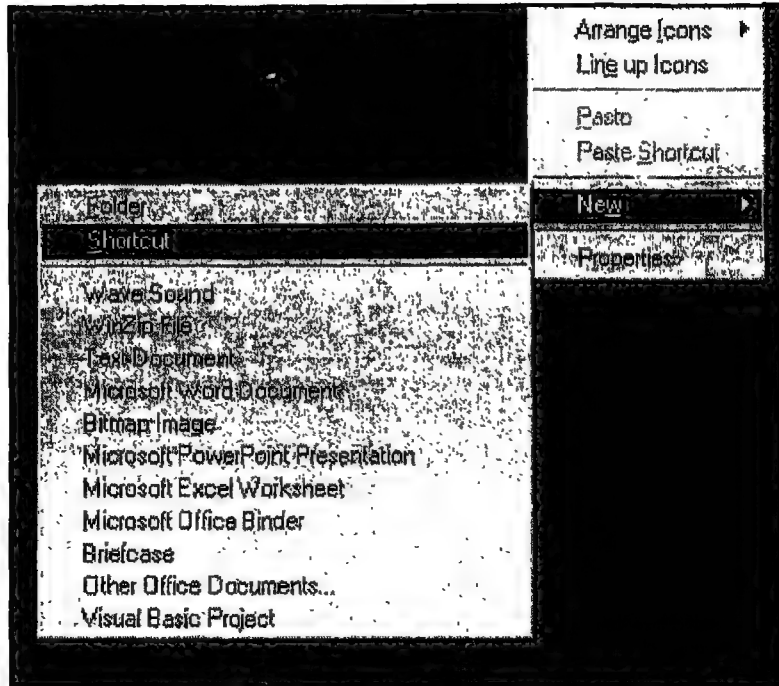 Arrange Icons
Line up Icons
Paste
Paste Shortcut
New
Properties
Folder
Shortcut
Wave Sound
WinZip File
Text Document
Microsoft Word Document
Bitmap Image
Microsoft PowerPoint Presentation
Microsoft Excel Worksheet
Microsoft Office Binder
Briefcase
Other Office Documents...
Visual Basic Project